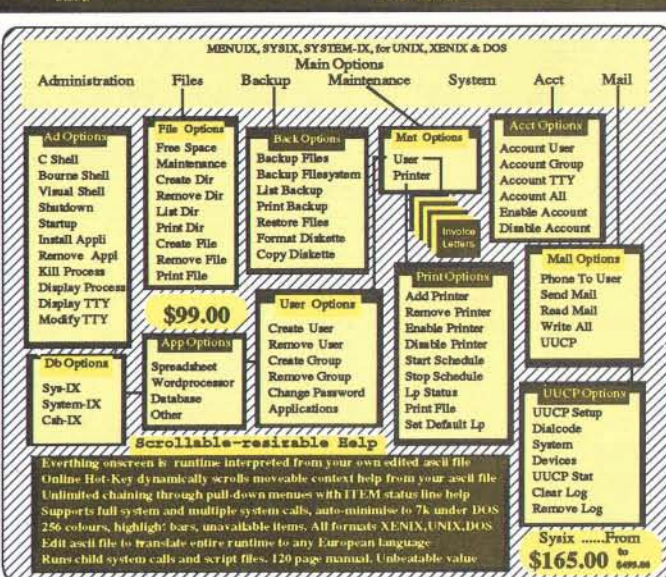 MENUIX, SYSIX, SYSTEM-IX, for UNIX, XENIX & DOS
Main Options
Administration Files Backup Maintenance System Acct Mail
Ad Options
C Shell
Bourne Shell
Visual Shell
Shutdown
Startup
Install Appli
Remove Appl
Kill Process
Display Process
Display TTY
Modify TTY
File Options
Free Space
Maintenance
Create Dir
Remove Dir
List Dir
Print Dir
Create File
Remove File
Print File
Back Options
Backup Files
Backup Filesystem
List Backup
Print Backup
Restore Files
Format Diskette
Copy Diskette
Mnt Options
User
Printer
Invoice
Letters
Acct Options
Account User
Account Group
Account TTY
Account All
Enable Account
Disable Account
Mail Options
Phone To User
Send Mail
Read Mail
Write All
UUCP
$99.00
Db Options
Sys-IX
System-IX
Csh-IX
App Options
Spreadsheet
Wordprocessor
Database
Other
User Options
Create User
Remove User
Create Group
Remove Group
Change Password
Applications
Print Options
Add Printer
Remove Printer
Enable Printer
Disable Printer
Start Schedule
Stop Schedule
Lp Status
Print File
Set Default Lp
UUCP Options
UUCP Setup
Dialcode
System
Devices
UUCP Stat
Clear Log
Remove Log
Scrollable-resizable Help
Everthing onscreen is runtime interpreted from your own edited ascii file
Online Hot-Key dynamically scrolls moveable context help from your ascii file
Unlimited chaining through pull-down menues with ITEM status line help
Supports full system and multiple system calls, auto-minimise to 7k under DOS
256 colours, highlight bars, unavailable items. All formats XENIX,UNIX,DOS
Edit ascii file to translate entire runtime to any European language
Runs child system calls and script files. 120 page manual. Unbeatable value
Sysix ......From
$165.00 to $495.00